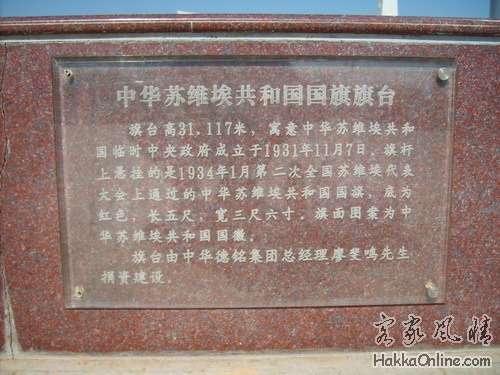 中华苏维埃共和国国旗旗台
旗台高31.117米，寓意中华苏维埃共和
国临时中央政府成立于1931年11月7日。旗杆
上悬挂的是1934年1月第二次全国苏维埃代表
大会上通过的中华苏维埃共和国国旗，底为
红色，长五尺，宽三尺六寸。旗面图案为中
华苏维埃共和国国徽。
旗台由中华德铭集团总经理廖斐鸣先生
捐资建设。
客家风情
HakkaOnline.com